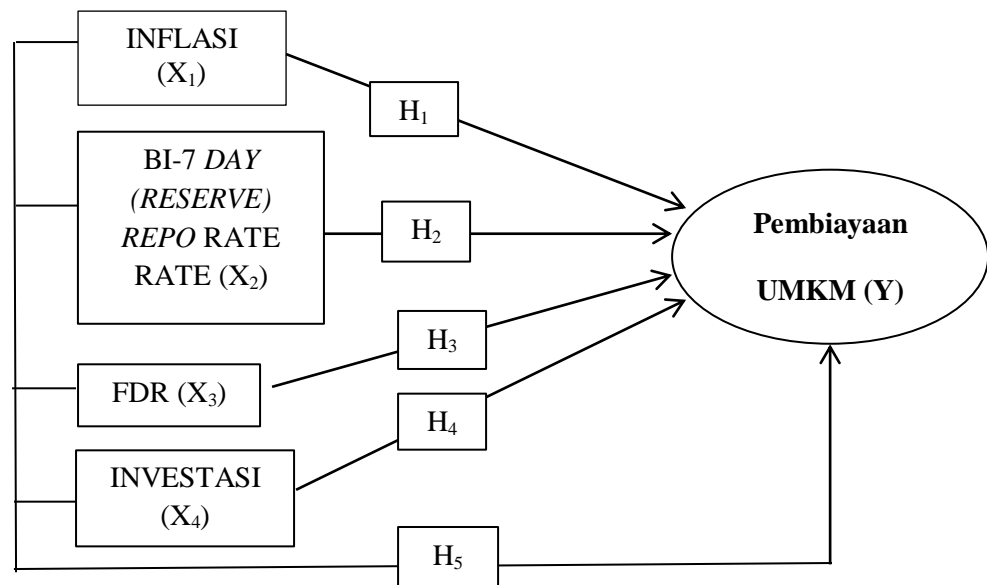 INFLASI
(X₁)
H₁
BI-7 DAY
(RESERVE)
REPO RATE
RATE (X₂)
H₂
Pembiayaan
UMKM (Y)
H₃
FDR (X₃)
H₄
INVESTASI
(X₄)
H₅